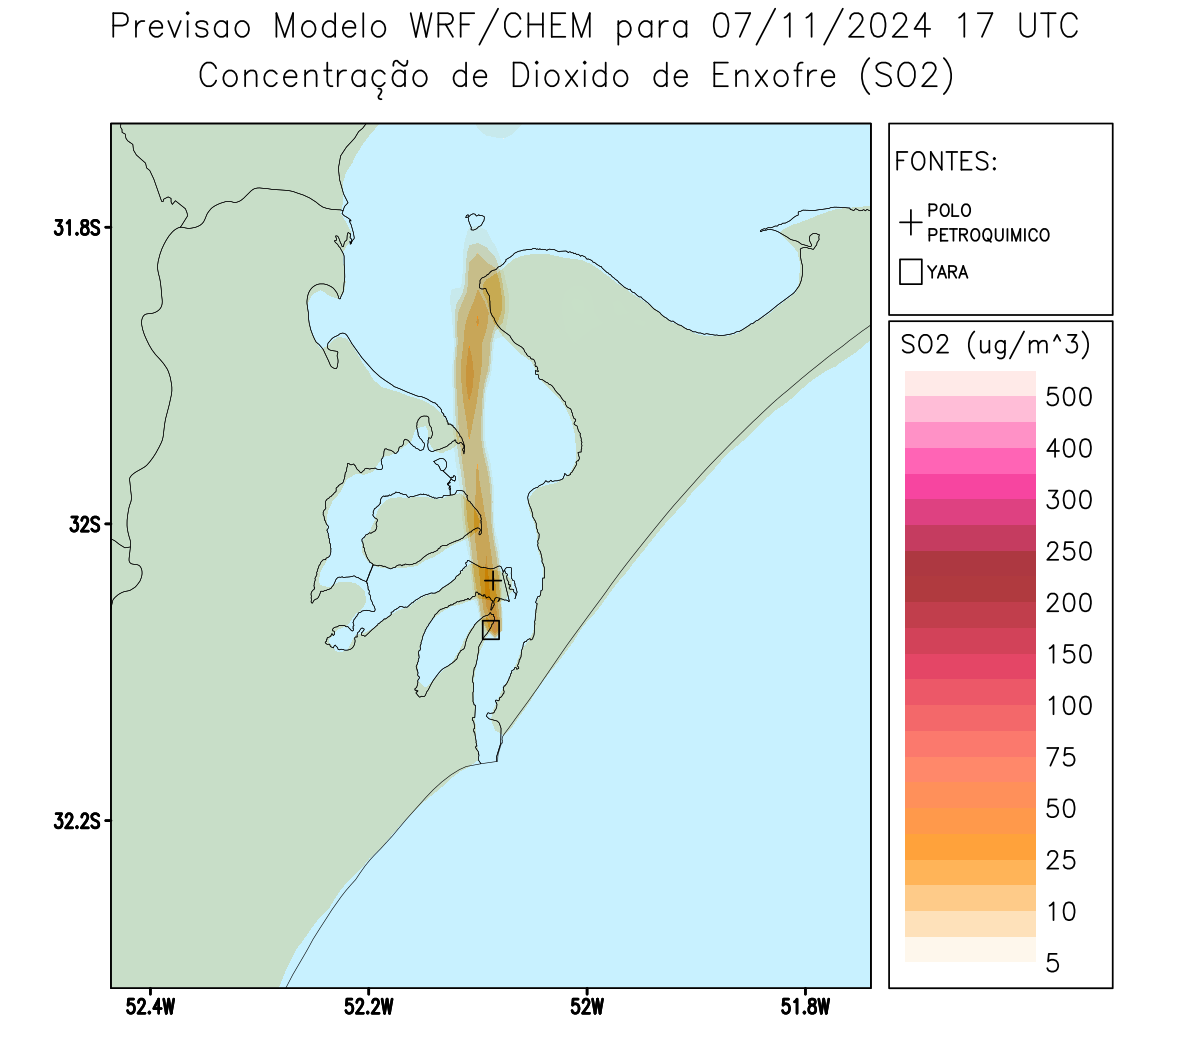 Previsao Modelo WRF/CHEM para 07/11/2024 17 UTC
Concentração de Dioxido de Enxofre (SO2)
FONTES:
POLO
PETROQUIMICO
YARA
SO2 (ug/m^3)
500
400
300
250
200
150
100
75
50
25
10
5
31.8S
32S
32.2S
52.4W
52.2W
52W
51.8W